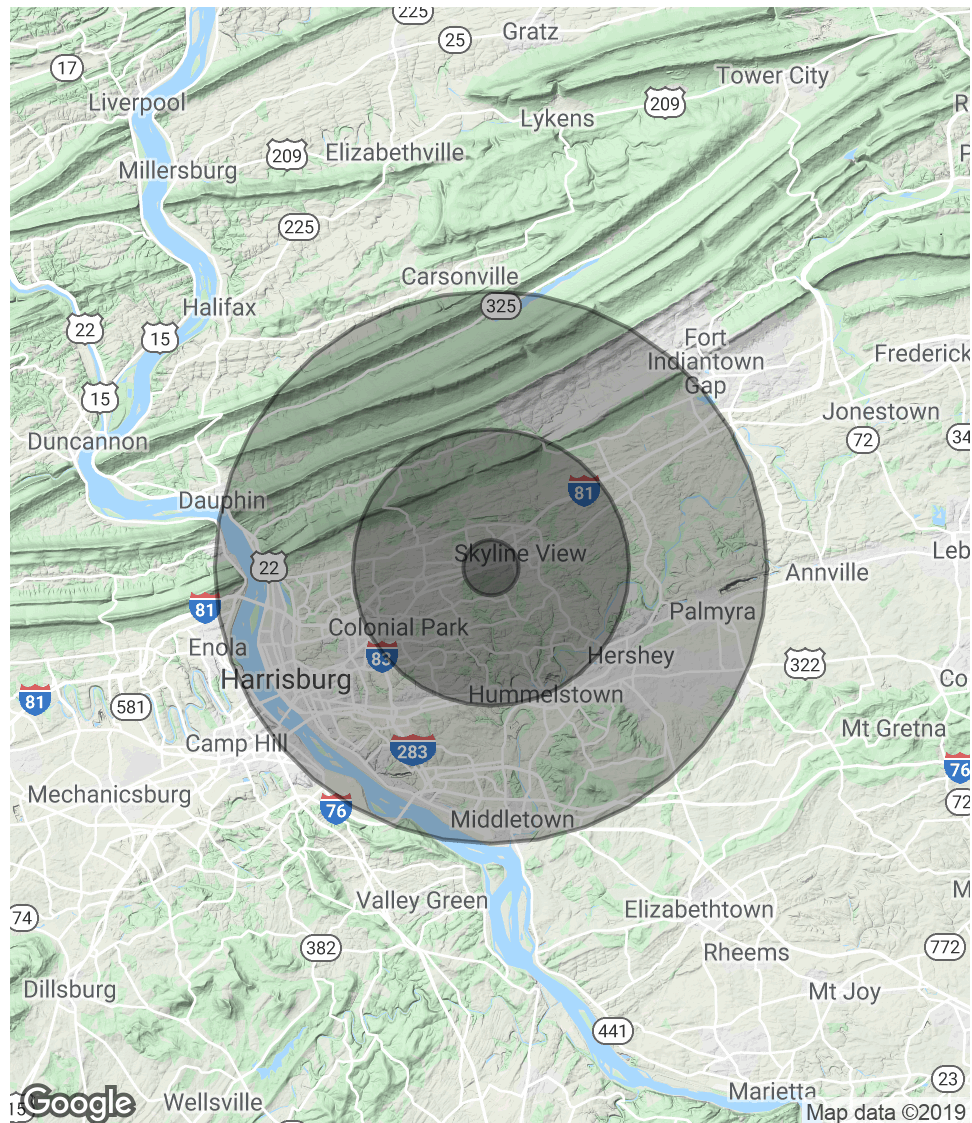 225
Gratz
25
17
Tower City
Liverpool
209
Lykens
Elizabethville
209
Millersburg
225
Carsonville
325
Halifax
22
15
Fort
Indiantown
Gap
Frederick
15
Jonestown
72
34
Duncannon
81
Dauphin
Skyline View
Leb
22
Annville
81
Palmyra
Colonial Park
Enola
83
Hershey
322
Harrisburg
Co
81
581
Hummelstown
Mt Gretna
Camp Hill
283
76
Mechanicsburg
72
76
Middletown
M
Valley Green
Elizabethtown
74
382
Rheems
772
Dillsburg
Mt Joy
441
23
Marietta
15
Google
Wellsville
Map data ©2019